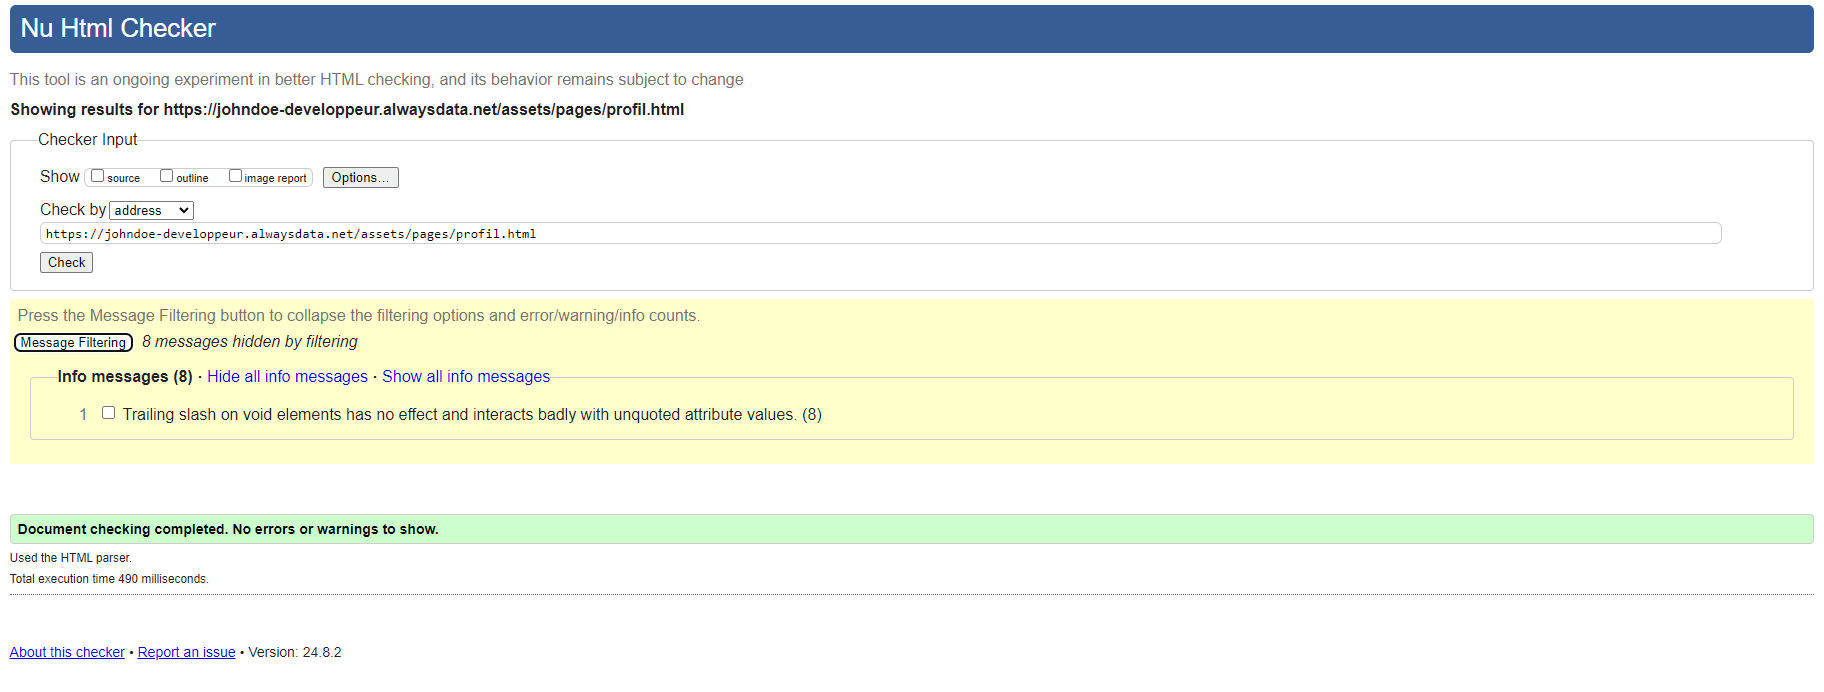 Nu Html Checker
This tool is an ongoing experiment in better HTML checking, and its behavior remains subject to change
Showing results for https://johndoe-developpeur.alwaysdata.net/assets/pages/profil.html
Checker Input
Show source outline image report Options...
Check by address
https://johndoe-developpeur.alwaysdata.net/assets/pages/profil.html
Check
Press the Message Filtering button to collapse the filtering options and error/warning/info counts.
Message Filtering 8 messages hidden by filtering
Info messages (8) · Hide all info messages · Show all info messages
1 Trailing slash on void elements has no effect and interacts badly with unquoted attribute values. (8)
Document checking completed. No errors or warnings to show.
Used the HTML parser.
Total execution time 490 milliseconds.
About this checker • Report an issue • Version: 24.8.2